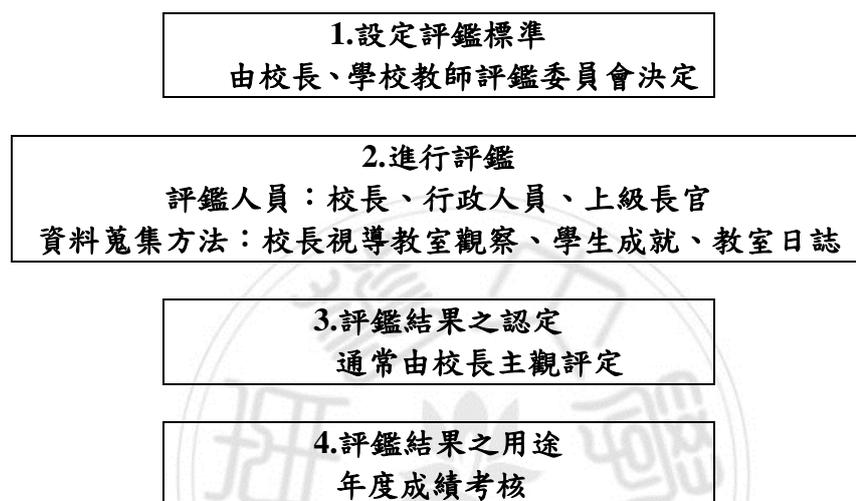 1.設定評鑑標準
由校長、學校教師評鑑委員會決定
2.進行評鑑
評鑑人員：校長、行政人員、上級長官
資料蒐集方法：校長視導教室觀察、學生成就、教室日誌
3.評鑑結果之認定
通常由校長主觀評定
4.評鑑結果之用途
年度成績考核